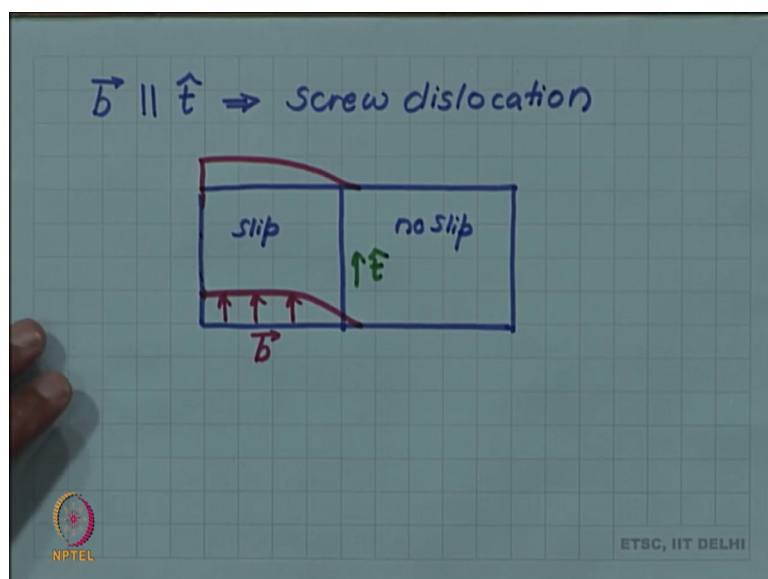 b⃗ || t̂ ⇒ screw dislocation
slip no slip
t̂
b⃗
NPTEL
ETSC, IIT DELHI